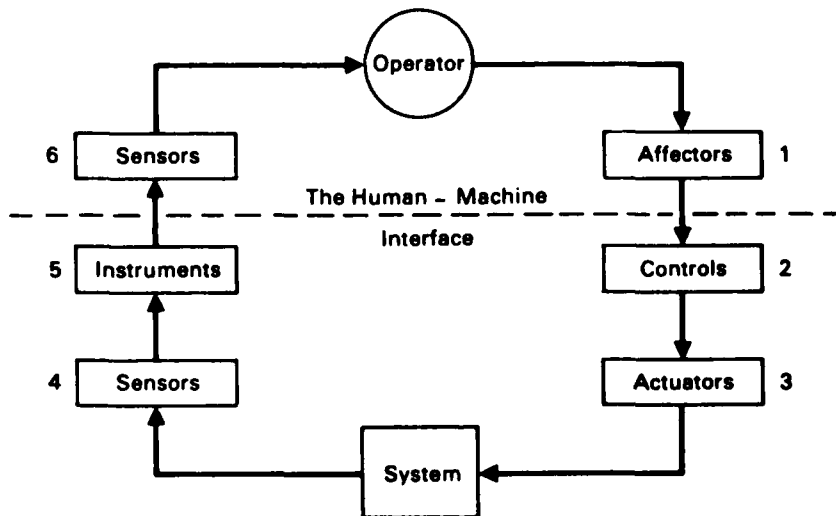 Operator
6 Sensors
Affectors 1
The Human - Machine
Interface
5 Instruments
Controls 2
4 Sensors
Actuators 3
System